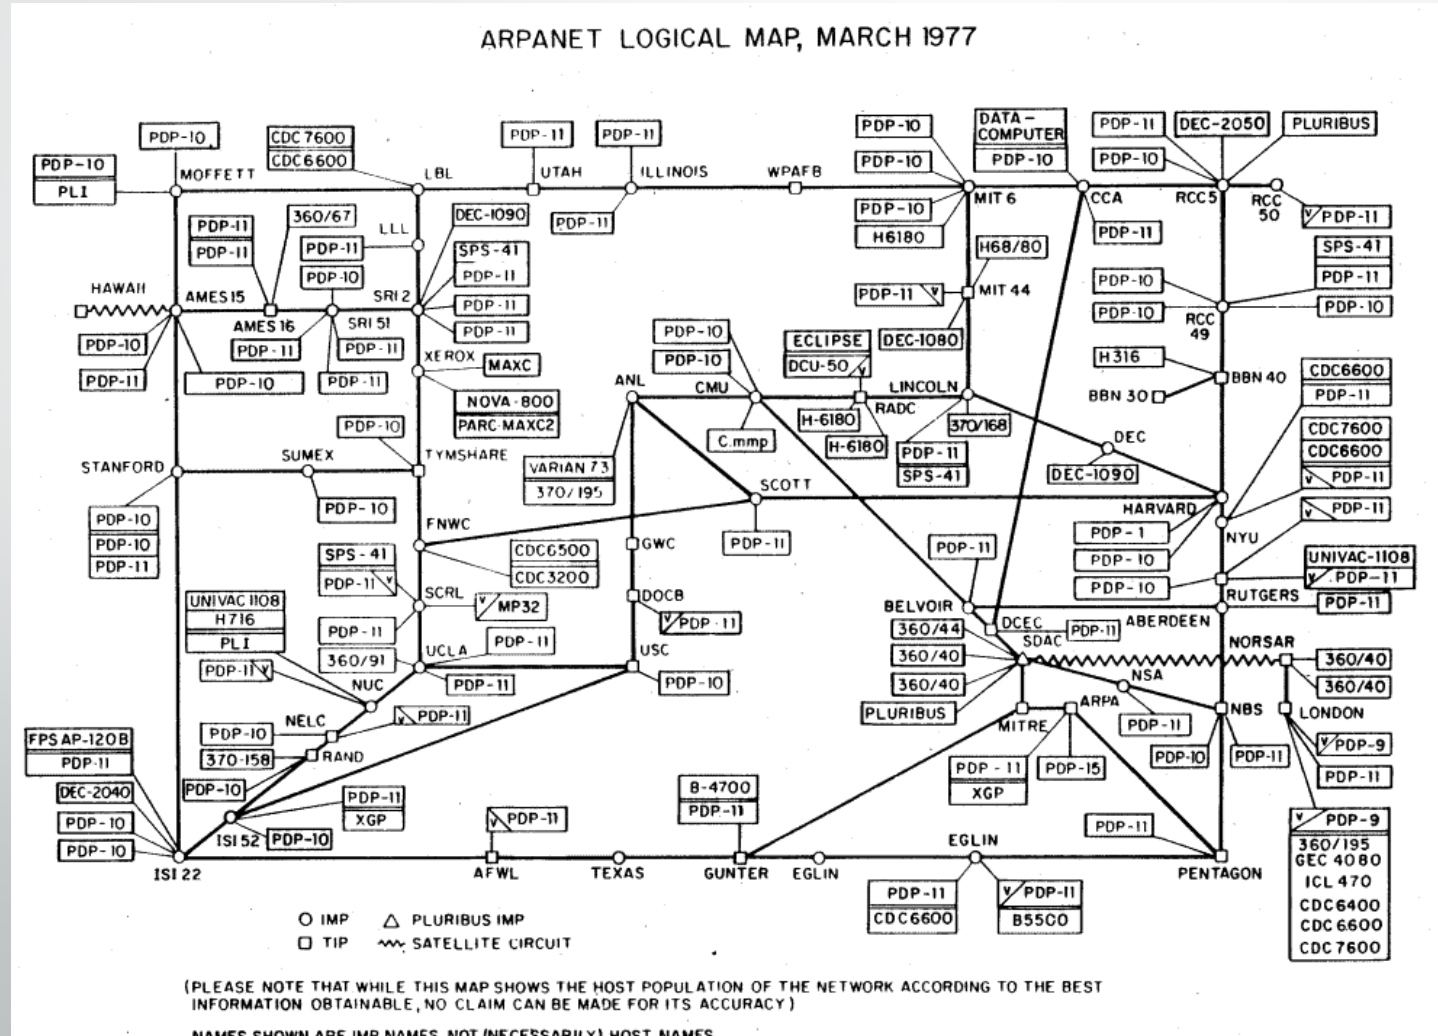 ARPANET LOGICAL MAP, MARCH 1977
PDP-10
CDC 7600
CDC 6600
PDP-11
PDP-11
PDP-10
DATA-
COMPUTER
PDP-10
PDP-11
DEC-2050
PLURIBUS
PDP-10
PLI
PDP-10
PDP-10
MOFFETT
LBL
UTAH
ILLINOIS
WPAFB
MIT 6
CCA
RCC5
RCC
50
PDP-11
PDP-10
H6180
PDP-11
V PDP-11
PDP-11
PDP-11
360/67
LLL
PDP-11
DEC-1090
SPS-41
PDP-11
H68/80
SPS-41
PDP-11
HAWAII
AMES 15
PDP-10
SRI 2
PDP-11
PDP-11 V
MIT 44
PDP-10
PDP-10
PDP-10
RCC
49
AMES 16
SRI 51
PDP-11
PDP-10
PDP-11
PDP-11
PDP-11
PDP-10
PDP-11
XEROX
MAXC
PDP-10
PDP-10
ECLIPSE
DCU-50 V
DEC-1080
H316
BBN 40
BBN 30
CDC6600
PDP-11
NOVA-800
PARC-MAXC2
ANL
CMU
RADC
LINCOLN
C.mmp
H-6180
H-6180
370/168
PDP-11
SPS-41
DEC
DEC-1090
CDC7600
CDC6600
V PDP-11
V PDP-11
PDP-10
STANFORD
SUMEX
TYMSHARE
VARIAN 73
370/195
SCOTT
PDP-11
PDP-10
PDP-10
PDP-10
PDP-11
FNWC
CDC6500
CDC3200
HARVARD
PDP-1
PDP-10
PDP-10
NYU
UNIVAC-1108
V PDP-11
RUTGERS
PDP-11
SPS-41
PDP-11 V
SCRL
V MP32
GWC
DOCB
V PDP-11
PDP-11
BELVOIR
DCEC
PDP-11
ABERDEEN
UNIVAC 1108
H716
PLI
PDP-11 V
PDP-11
360/91
UCLA
PDP-11
PDP-11
USC
PDP-10
360/44
360/40
360/40
PLURIBUS
SDAC
NORSAR
360/40
360/40
NUC
NELC
PDP-10
V PDP-11
370-158
RAND
PDP-10
NSA
PDP-11
MITRE
ARPA
PDP-11
XGP
PDP-15
NBS
PDP-10
PDP-11
LONDON
V PDP-9
PDP-11
V PDP-9
360/195
GEC 4080
ICL 470
CDC6400
CDC6600
CDC7600
FPS AP-120B
PDP-11
DEC-2040
PDP-10
PDP-10
ISI 22
ISI 52
PDP-11
XGP
PDP-10
V PDP-11
AFWL
TEXAS
B-4700
PDP-11
GUNTER
EGLIN
EGLIN
PDP-11
CDC6600
V PDP-11
B5500
PDP-11
PENTAGON
IMP
PLURIBUS IMP
TIP
SATELLITE CIRCUIT
(PLEASE NOTE THAT WHILE THIS MAP SHOWS THE HOST POPULATION OF THE NETWORK ACCORDING TO THE BEST
INFORMATION OBTAINABLE, NO CLAIM CAN BE MADE FOR ITS ACCURACY)
NAMES SHOWN ARE IMP NAMES, NOT (NECESSARILY) HOST NAMES